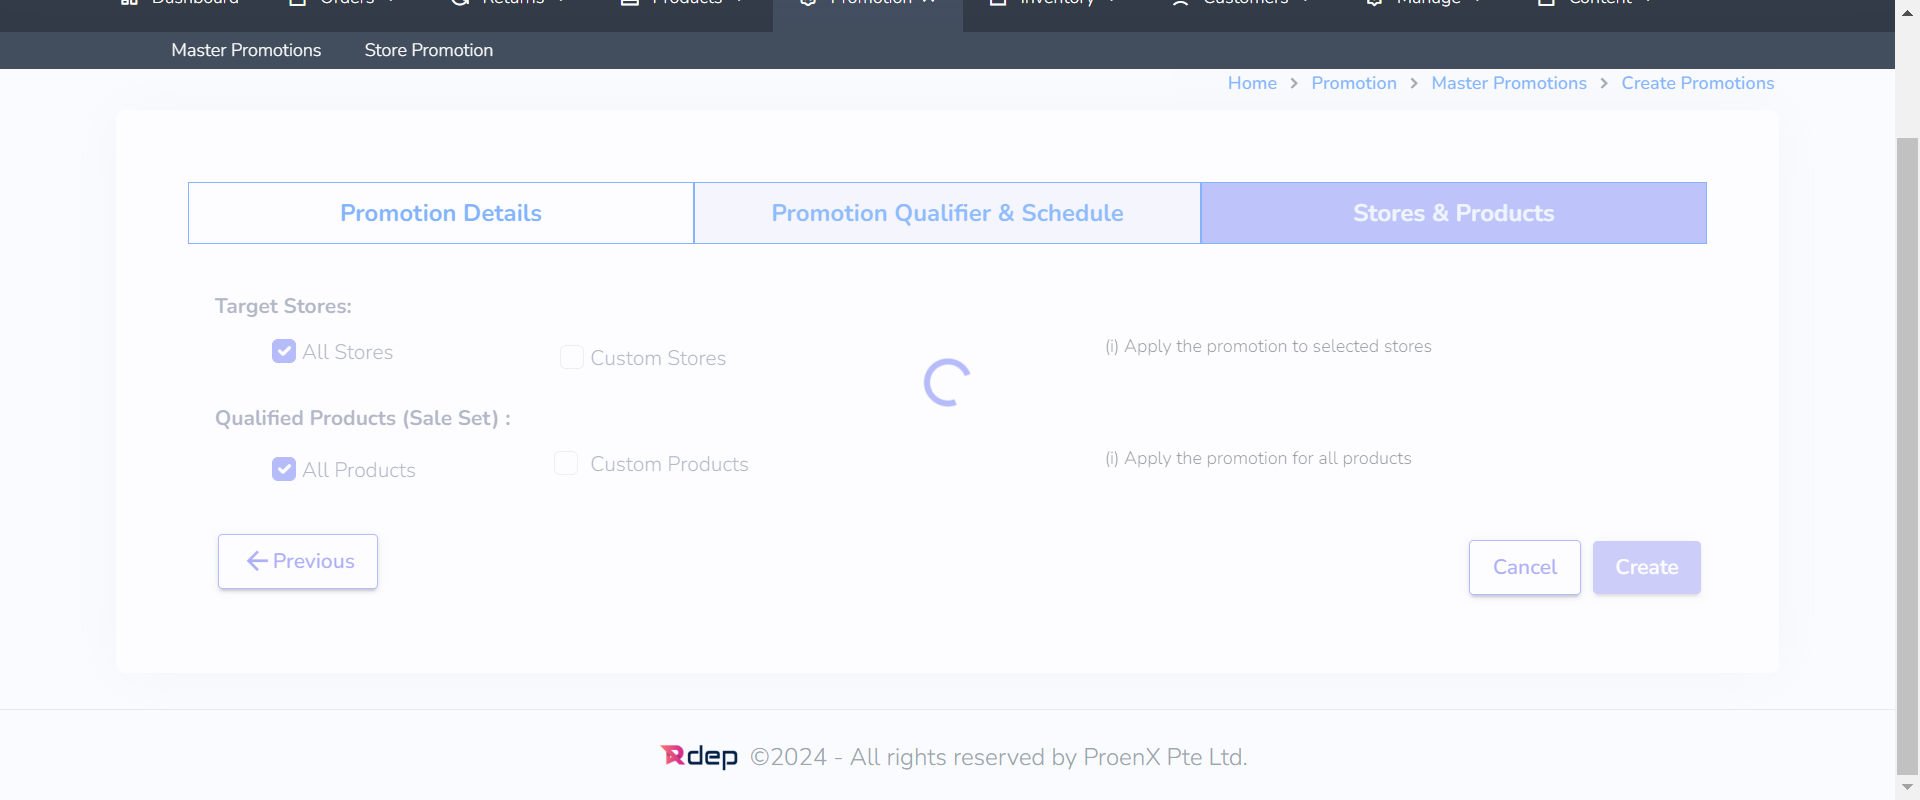 Dashboard Orders Returns Products Promotion Inventory Customers Manage Content
Master Promotions Store Promotion
Home > Promotion > Master Promotions > Create Promotions
Promotion Details Promotion Qualifier & Schedule Stores & Products
Target Stores:
All Stores Custom Stores (i) Apply the promotion to selected stores
Qualified Products (Sale Set) :
All Products Custom Products (i) Apply the promotion for all products
Previous Cancel Create
Rdep ©2024 - All rights reserved by ProenX Pte Ltd.